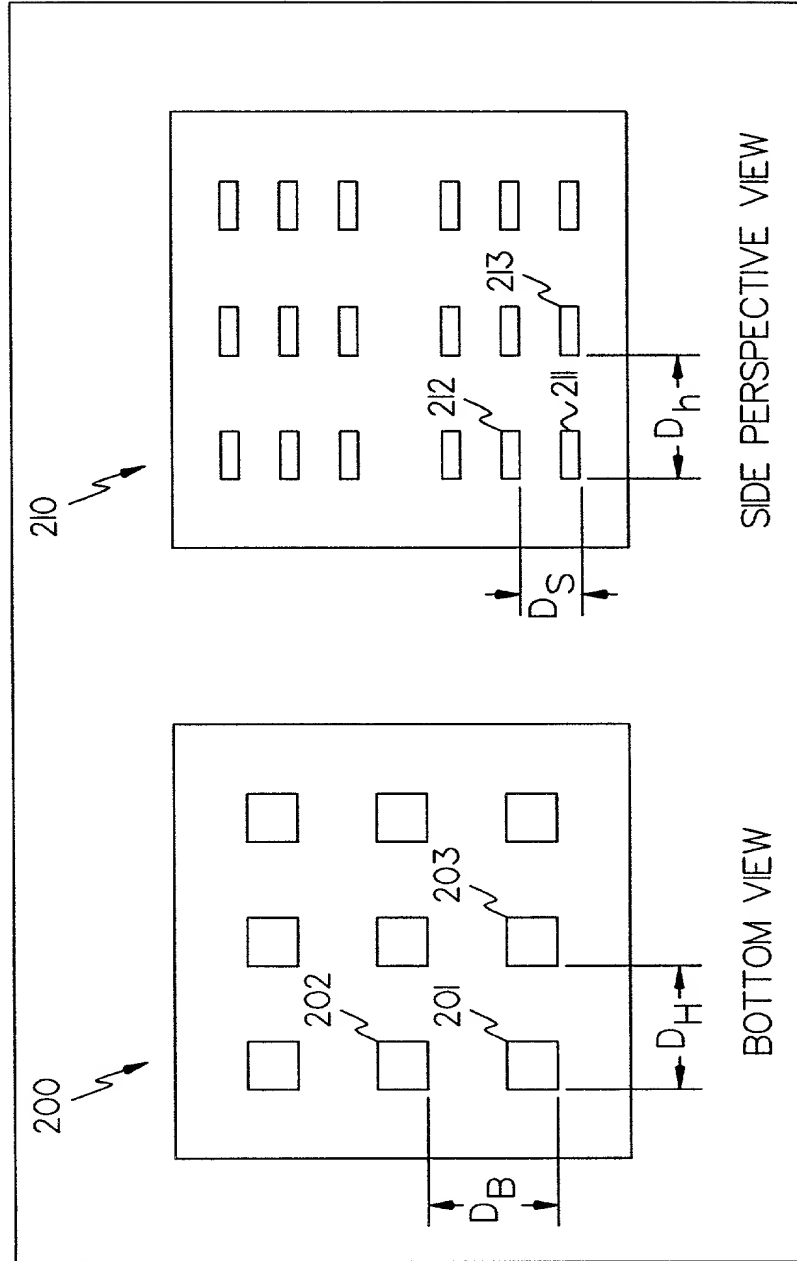 200
202
203
201
D_B
D_H
BOTTOM VIEW
210
212
213
211
D_S
D_h
SIDE PERSPECTIVE VIEW